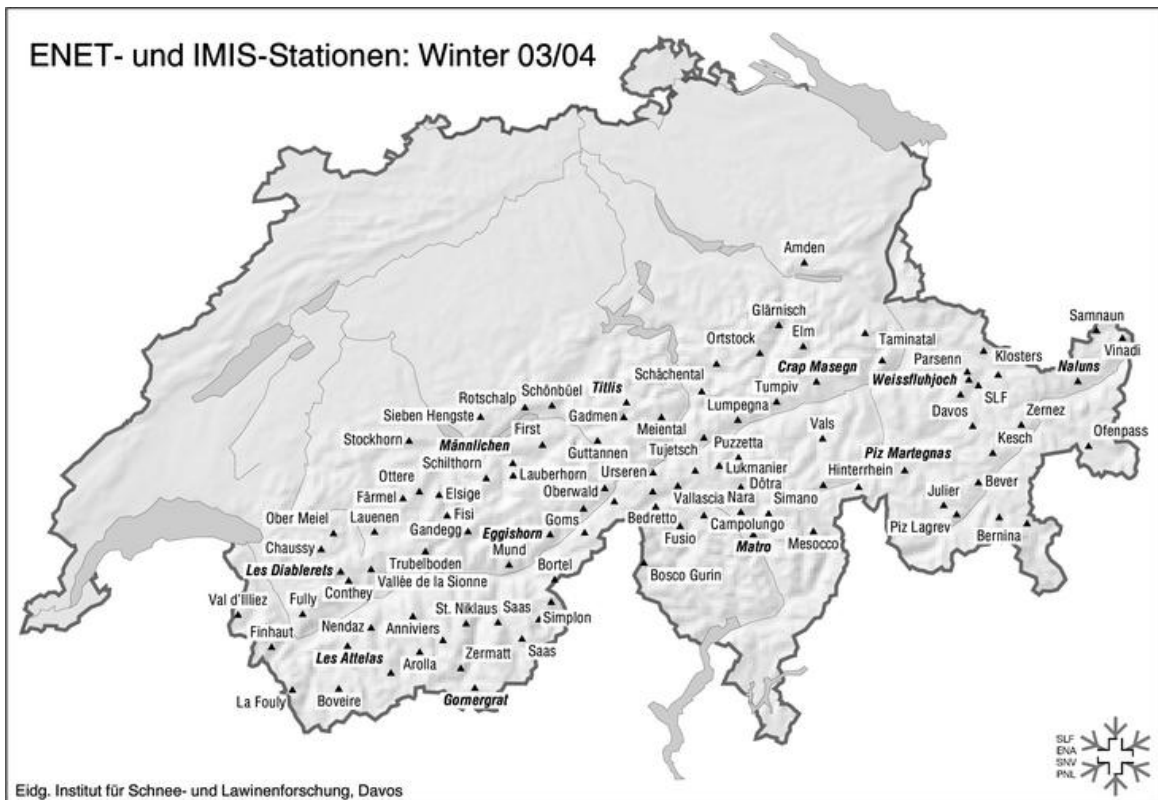 ENET- und IMIS-Stationen: Winter 03/04
Amden
Glärnisch
Samnaun
Ortstock
Elm
Taminatal
Vinadi
Parsenn
Klosters
Schächental
Crap Masegn
Weissfluhjoch
Naluns
Titlis
Schönbüel
Rotschalp
Tumpiv
SLF
Sieben Hengste
Gadmen
Lumpegna
Davos
Zernez
First
Meiental
Vals
Ofenpass
Stockhorn
Männlichen
Guttannen
Tujetsch
Puzzetta
Piz Martegnas
Kesch
Schilthorn
Lauberhorn
Urseren
Lukmanier
Hinterrhein
Ottere
Elsige
Oberwald
Dötra
Bever
Färmel
Vallascia
Nara
Simano
Julier
Ober Meiel
Lauenen
Fisi
Goms
Bedretto
Campolungo
Piz Lagrev
Gandegg
Eggishorn
Fusio
Matro
Mesocco
Bernina
Chaussy
Trubelboden
Mund
Les Diablerets
Vallée de la Sionne
Bortel
Bosco Gurin
Conthey
Val d'Illiez
Fully
St. Niklaus
Saas
Simplon
Finhaut
Nendaz
Anniviers
Les Attelas
Arolla
Zermatt
Saas
La Fouly
Boveire
Gornergrat
SLF
ENA
SNV
PNL
Eidg. Institut für Schnee- und Lawinenforschung, Davos